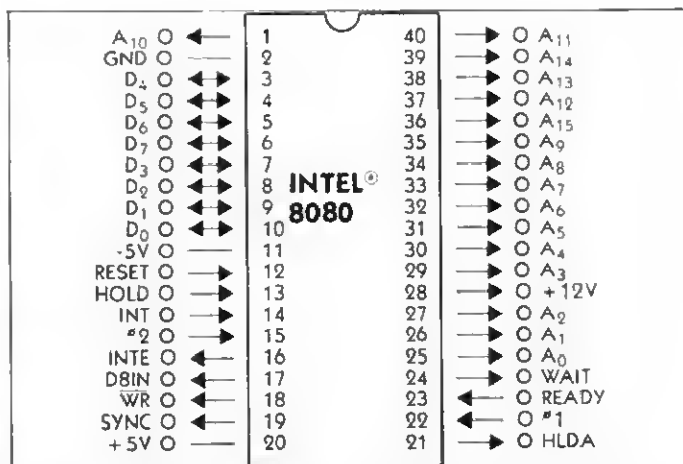 A10 1 40 A11
GND 2 39 A14
D4 3 38 A13
D5 4 37 A12
D6 5 36 A15
D7 6 35 A9
D3 7 34 A8
D2 8 INTEL® 33 A7
D1 9 8080 32 A6
D0 10 31 A5
-5V 11 30 A4
RESET 12 29 A3
HOLD 13 28 +12V
INT 14 27 A2
ø2 15 26 A1
INTE 16 25 A0
DBIN 17 24 WAIT
WR 18 23 READY
SYNC 19 22 ø1
+5V 20 21 HLDA